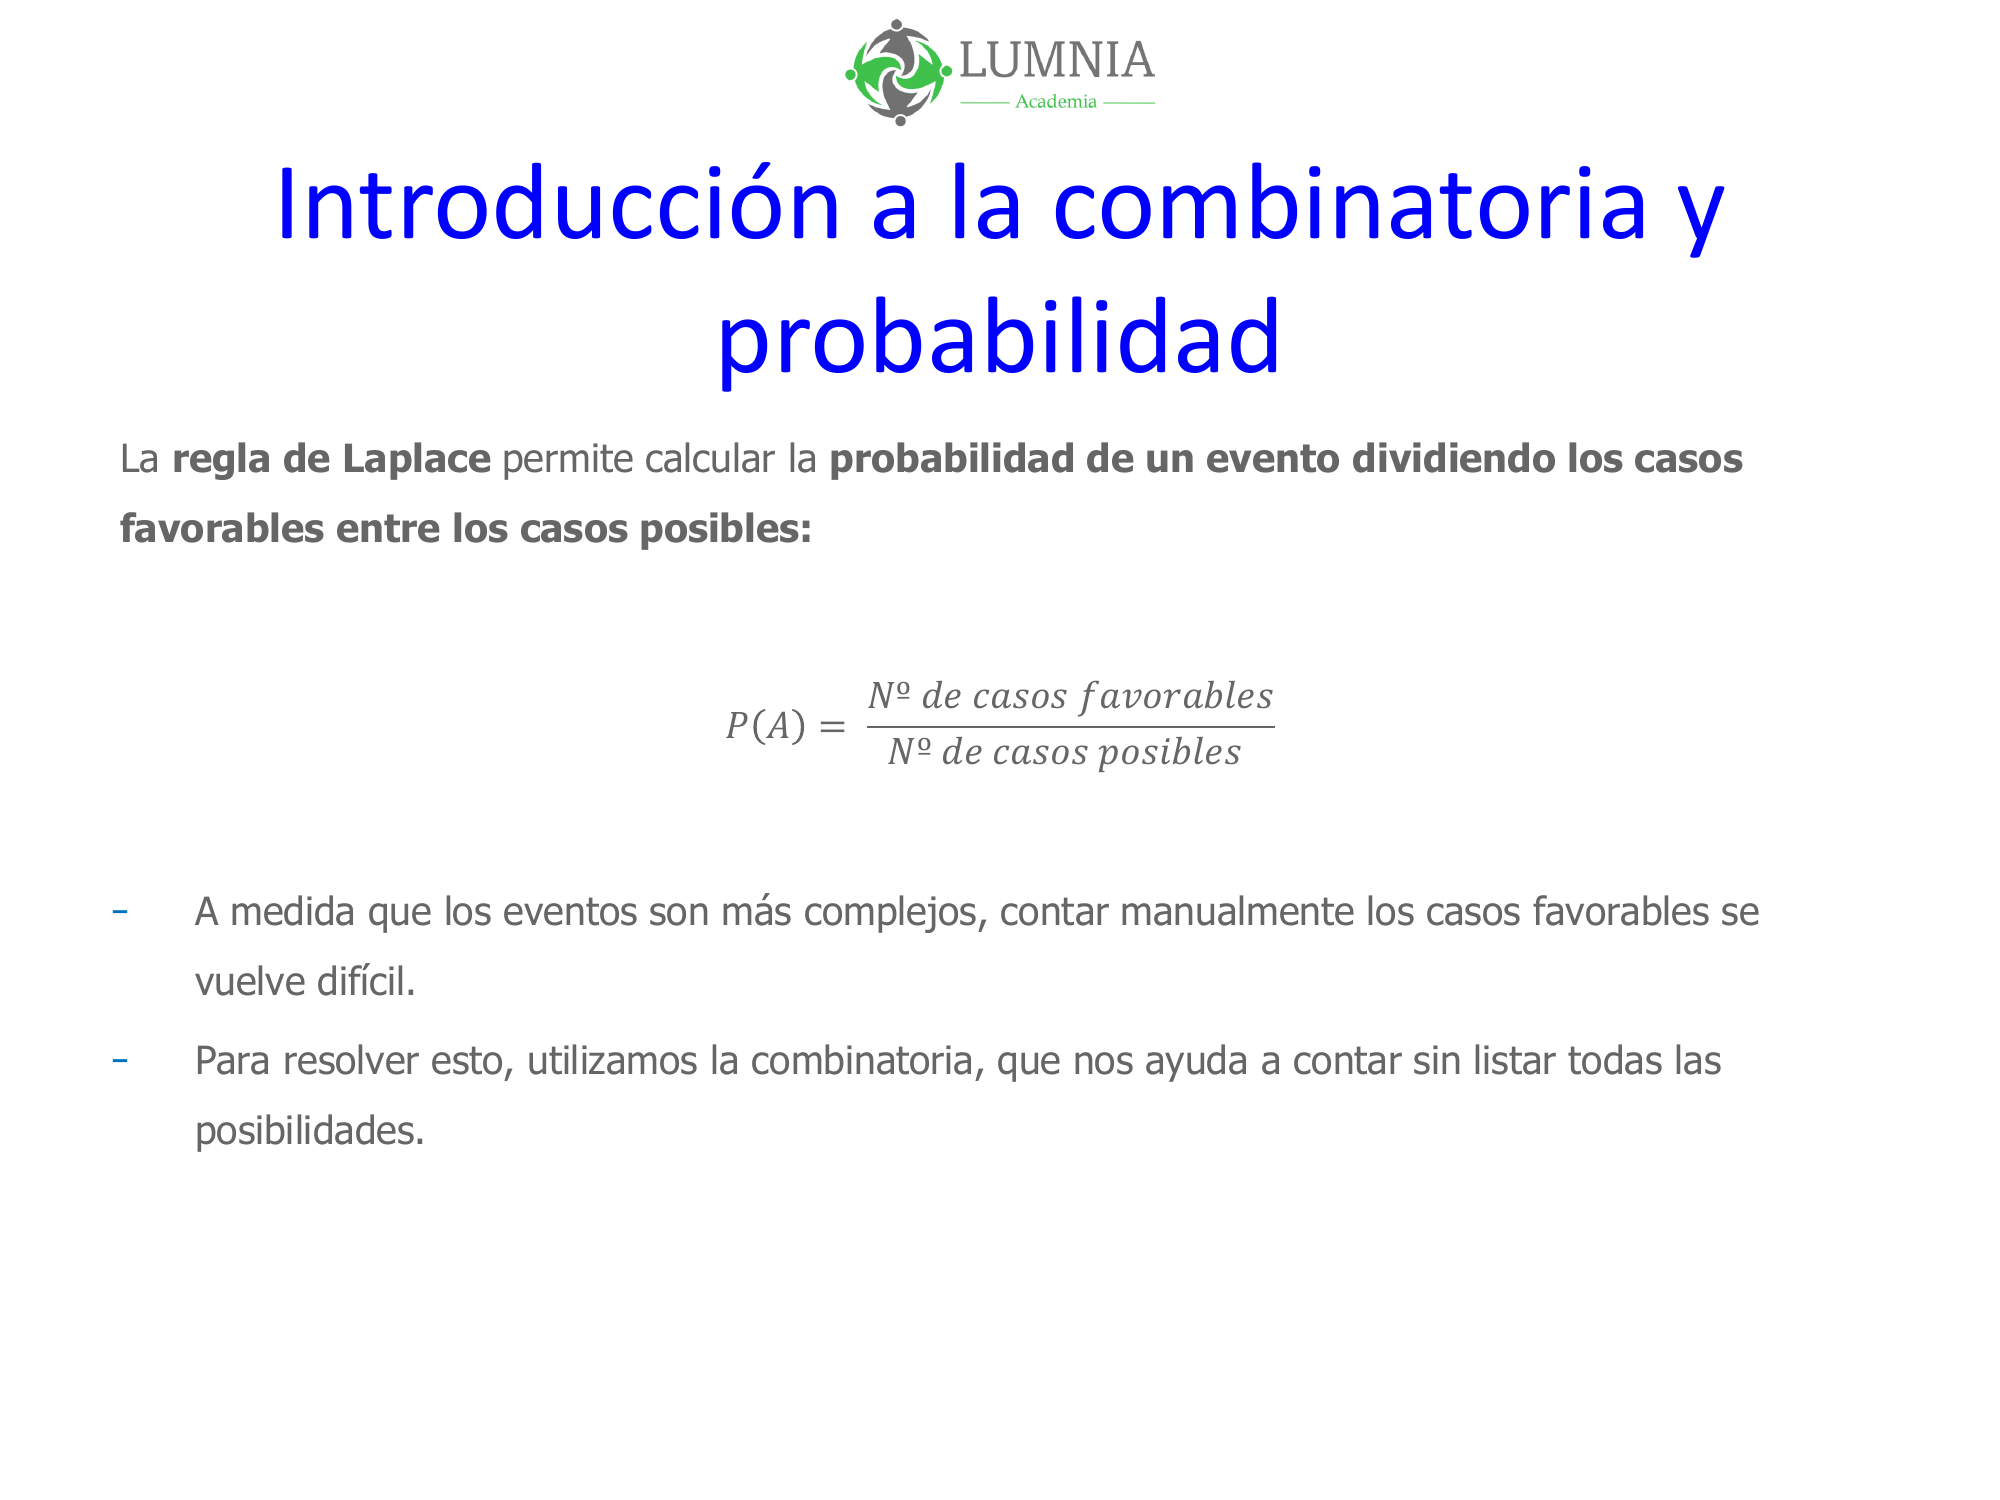 LUMNIA
Academia
Introducción a la combinatoria y
probabilidad
La regla de Laplace permite calcular la probabilidad de un evento dividiendo los casos
favorables entre los casos posibles:
P(A) = Nº de casos favorables
Nº de casos posibles
- A medida que los eventos son más complejos, contar manualmente los casos favorables se
vuelve difícil.
- Para resolver esto, utilizamos la combinatoria, que nos ayuda a contar sin listar todas las
posibilidades.